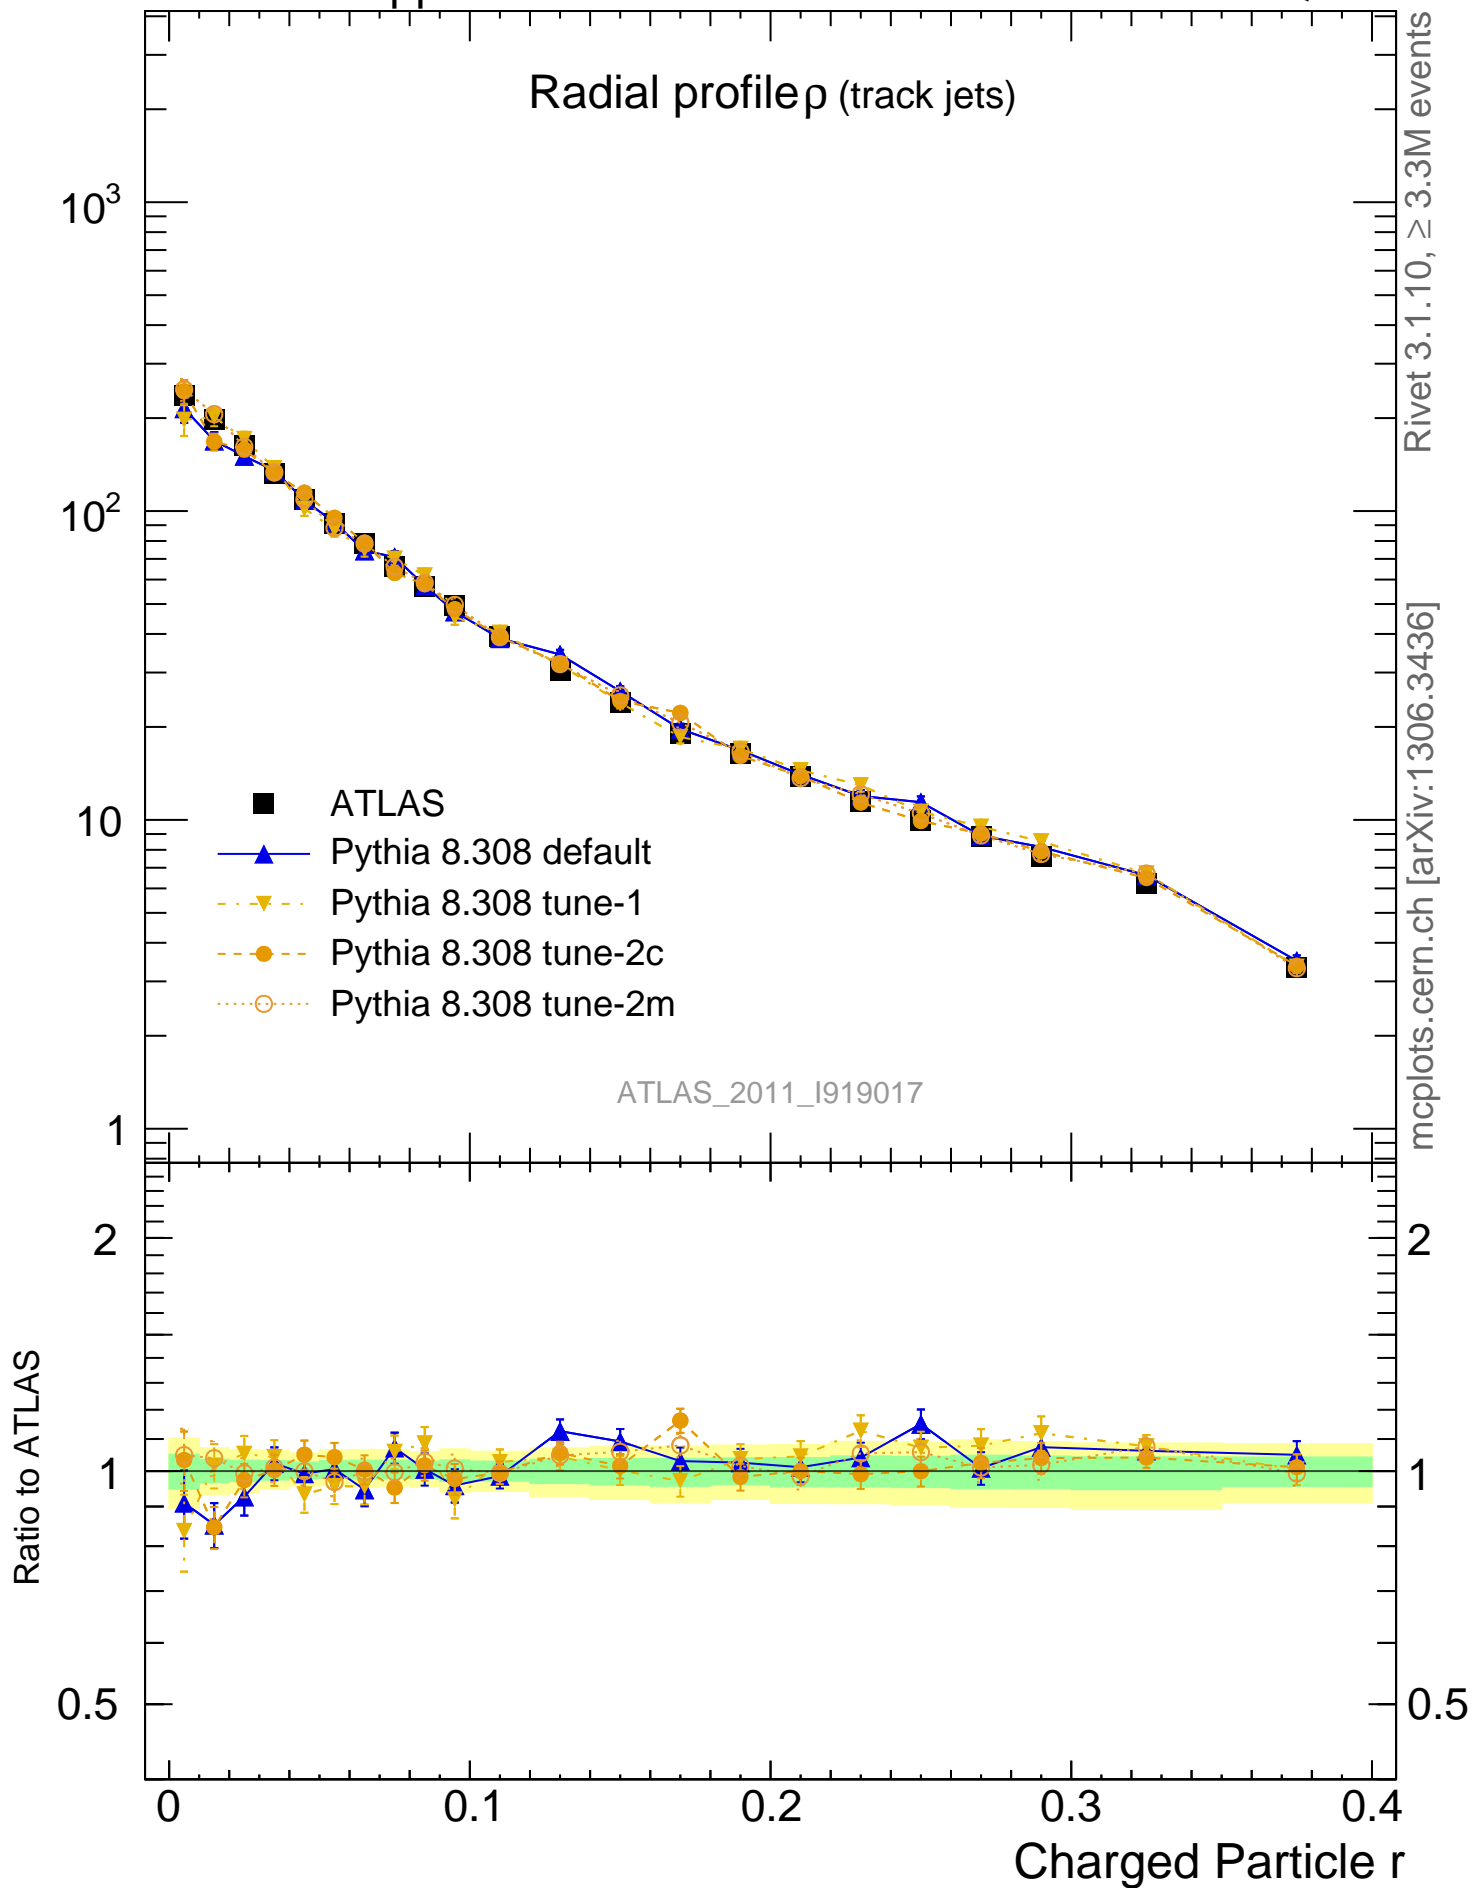 pp
Radial profile ρ (track jets)
10³
10²
10
1
ATLAS
Pythia 8.308 default
Pythia 8.308 tune-1
Pythia 8.308 tune-2c
Pythia 8.308 tune-2m
ATLAS_2011_I919017
Rivet 3.1.10, ≥ 3.3M events
mcplots.cern.ch [arXiv:1306.3436]
Ratio to ATLAS
2
1
0.5
2
1
0.5
0 0.1 0.2 0.3 0.4
Charged Particle r